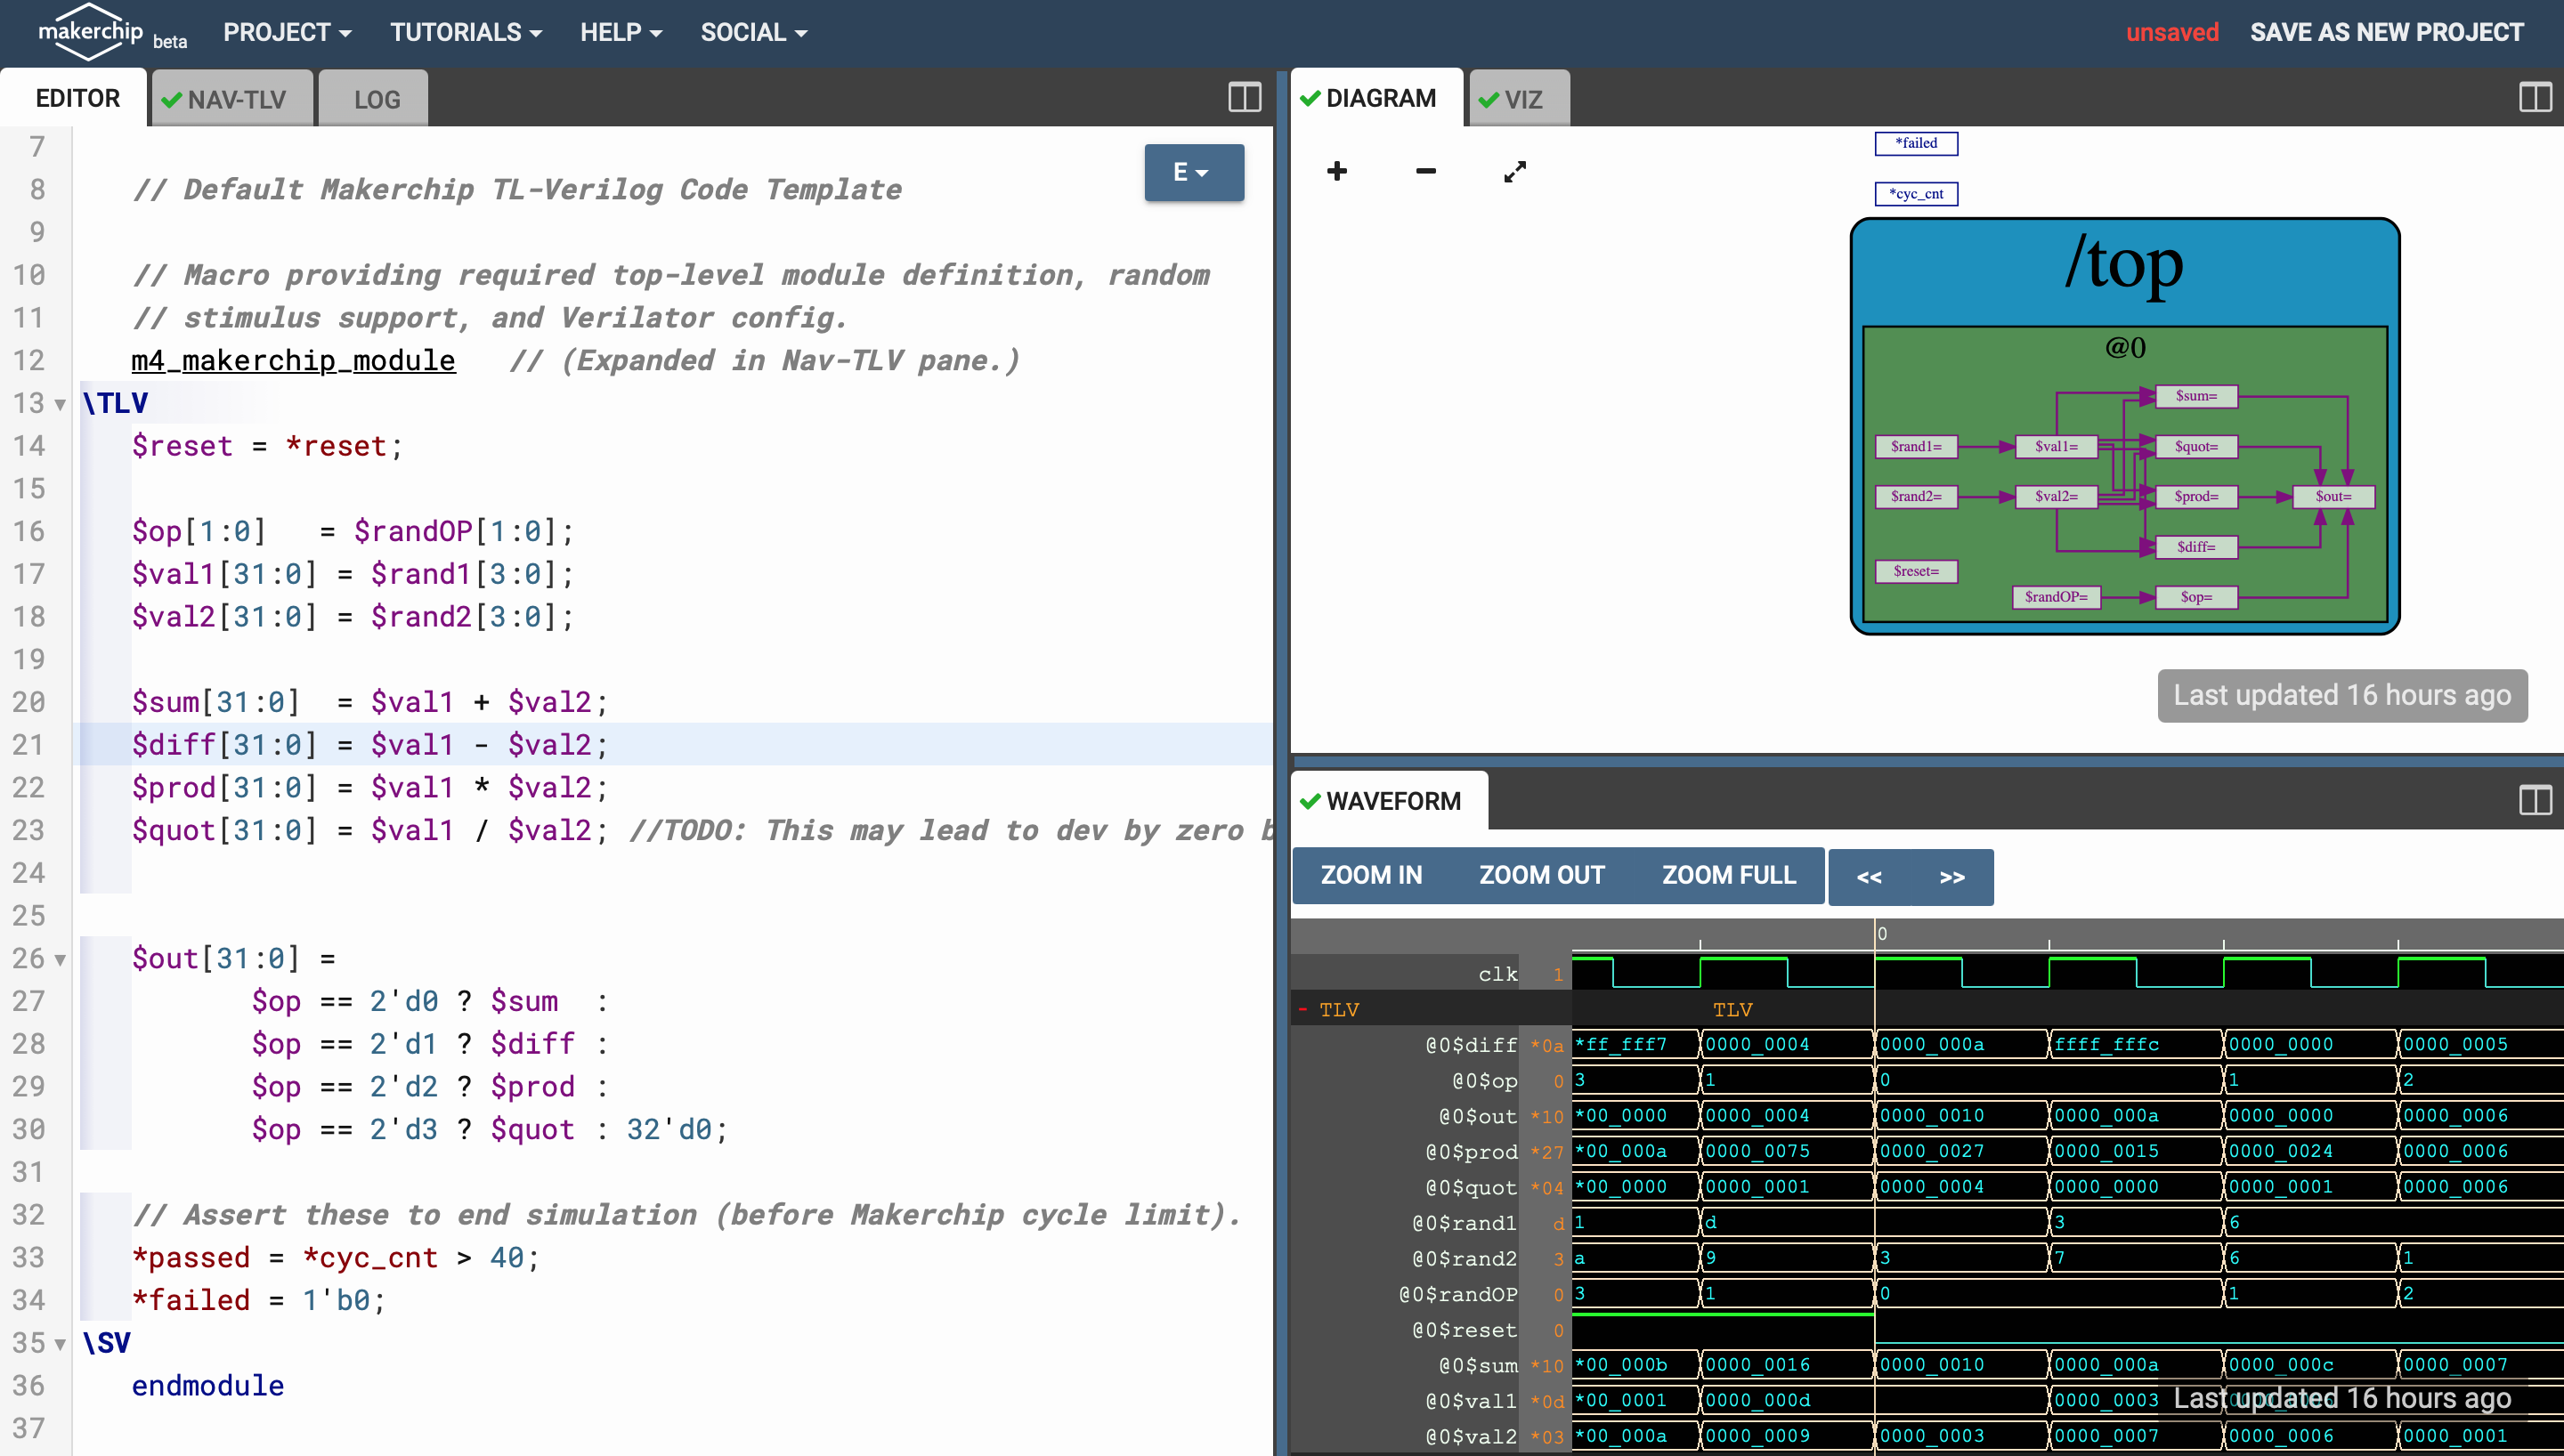 makerchip beta PROJECT TUTORIALS HELP SOCIAL unsaved SAVE AS NEW PROJECT
EDITOR NAV-TLV LOG
7
8 // Default Makerchip TL-Verilog Code Template
E
9
10 // Macro providing required top-level module definition, random
11 // stimulus support, and Verilator config.
12 m4_makerchip_module // (Expanded in Nav-TLV pane.)
13 \TLV
14 $reset = *reset;
15
16 $op[1:0] = $randOP[1:0];
17 $val1[31:0] = $rand1[3:0];
18 $val2[31:0] = $rand2[3:0];
19
20 $sum[31:0] = $val1 + $val2;
21 $diff[31:0] = $val1 - $val2;
22 $prod[31:0] = $val1 * $val2;
23 $quot[31:0] = $val1 / $val2; //TODO: This may lead to dev by zero b
24
25
26 $out[31:0] =
27 $op == 2'd0 ? $sum :
28 $op == 2'd1 ? $diff :
29 $op == 2'd2 ? $prod :
30 $op == 2'd3 ? $quot : 32'd0;
31
32 // Assert these to end simulation (before Makerchip cycle limit).
33 *passed = *cyc_cnt > 40;
34 *failed = 1'b0;
35 \SV
36 endmodule
37
DIAGRAM VIZ
*failed
*cyc_cnt
/top
@0
$sum=
$rand1= $val1= $quot=
$rand2= $val2= $prod= $out=
$diff=
$reset=
$randOP= $op=
Last updated 16 hours ago
WAVEFORM
ZOOM IN ZOOM OUT ZOOM FULL << >>
0
clk 1
- TLV TLV
@0$diff *0a *ff_fff7 0000_0004 0000_000a ffff_fffc 0000_0000 0000_0005
@0$op 0 3 1 0 1 2
@0$out *10 *00_0000 0000_0004 0000_0010 0000_000a 0000_0000 0000_0006
@0$prod *27 *00_000a 0000_0075 0000_0027 0000_0015 0000_0024 0000_0006
@0$quot *04 *00_0000 0000_0001 0000_0004 0000_0000 0000_0001 0000_0006
@0$rand1 d 1 d 3 6
@0$rand2 3 a 9 3 7 6 1
@0$randOP 0 3 1 0 1 2
@0$reset 0
@0$sum *10 *00_000b 0000_0016 0000_0010 0000_000a 0000_000c 0000_0007
@0$val1 *0d *00_0001 0000_000d 0000_0003
Last updated 16 hours ago
@0$val2 *03 *00_000a 0000_0009 0000_0003 0000_0007 0000_0006 0000_0001